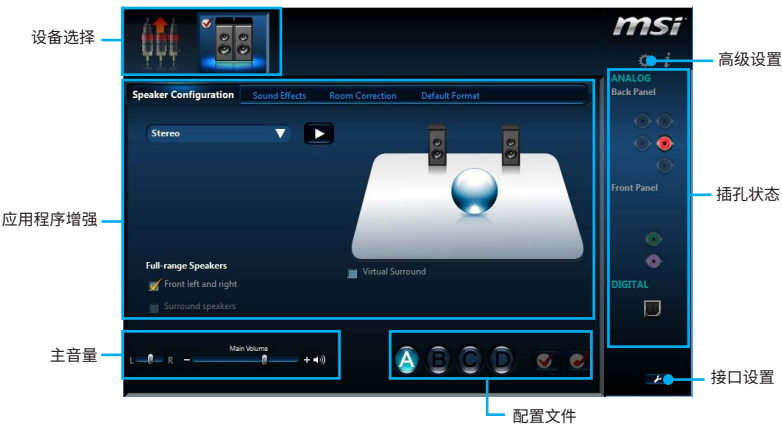 设备选择
msi
高级设置
ANALOG
Back Panel
Speaker Configuration Sound Effects Room Correction Default Format
Stereo
插孔状态
Front Panel
应用程序增强
Full-range Speakers
Virtual Surround
Front left and right
DIGITAL
Surround speakers
主音量
Main Volume
L R - +
A B C D
接口设置
配置文件